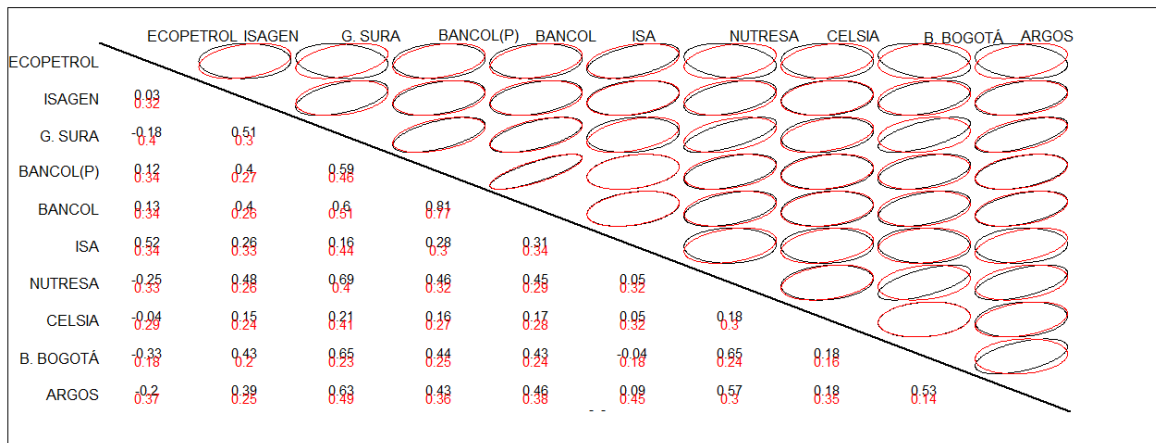 ECOPETROL ISAGEN G. SURA BANCOL(P) BANCOL ISA NUTRESA CELSIA B. BOGOTÁ ARGOS
ECOPETROL
ISAGEN 0.03
0.32
G. SURA -0.18 0.51
0.4 0.3
BANCOL(P) 0.12 0.4 0.59
0.34 0.27 0.46
BANCOL 0.13 0.4 0.6 0.81
0.34 0.26 0.51 0.77
ISA 0.52 0.26 0.16 0.28 0.31
0.34 0.33 0.44 0.3 0.34
NUTRESA -0.25 0.48 0.69 0.46 0.45 0.05
0.33 0.26 0.4 0.32 0.29 0.32
CELSIA -0.04 0.15 0.21 0.16 0.17 0.05 0.18
0.29 0.24 0.41 0.27 0.28 0.32 0.3
B. BOGOTÁ -0.33 0.43 0.65 0.44 0.43 -0.04 0.65 0.18
0.18 0.2 0.23 0.25 0.24 0.18 0.24 0.16
ARGOS -0.2 0.39 0.63 0.43 0.46 0.09 0.57 0.18 0.53
0.37 0.25 0.49 0.36 0.38 0.45 0.3 0.35 0.14
- -